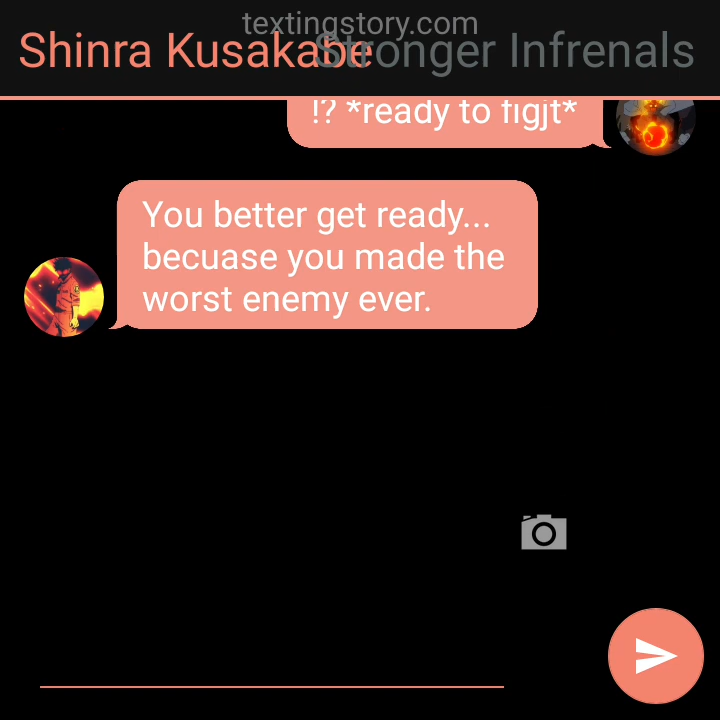 textingstory.com
Shinra Kusakabe
Stronger Infrenals
!? *ready to figjt*
You better get ready...
becuase you made the
worst enemy ever.